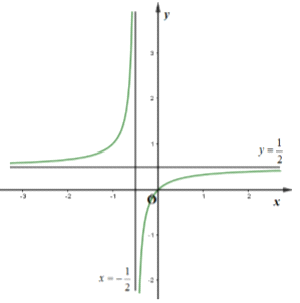 y
3
2
1
y = 1/2
-3 -2 -1 O 1 2 x
-1
x = - 1/2
-2